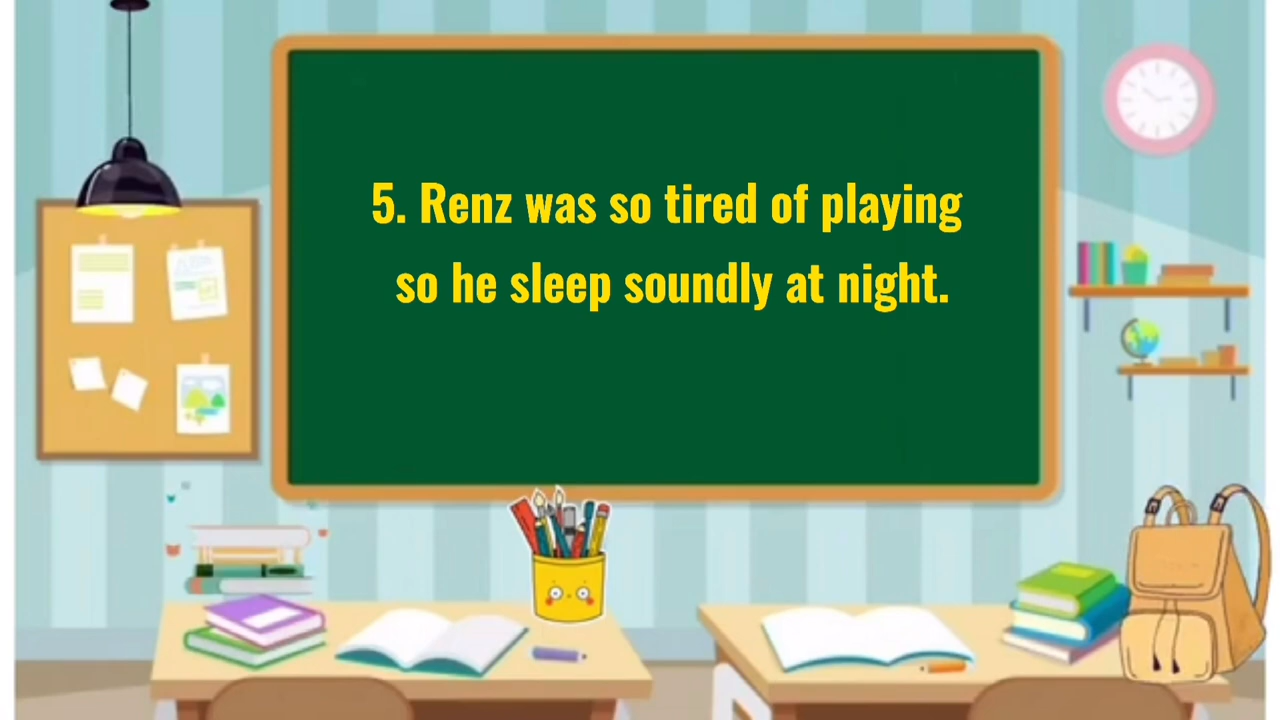 5. Renz was so tired of playing
so he sleep soundly at night.